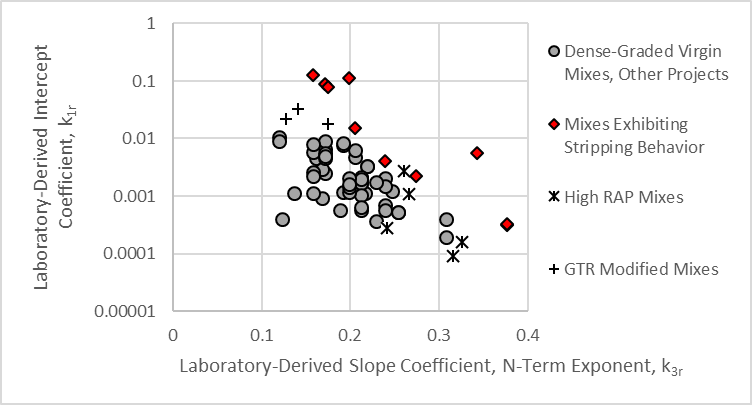 1
0.1
0.01
0.001
0.0001
0.00001
0
0.1
0.2
0.3
0.4
Laboratory-Derived Intercept
Coefficient, k1r
Laboratory-Derived Slope Coefficient, N-Term Exponent, k3r
Dense-Graded Virgin
Mixes, Other Projects
Mixes Exhibiting
Stripping Behavior
High RAP Mixes
GTR Modified Mixes